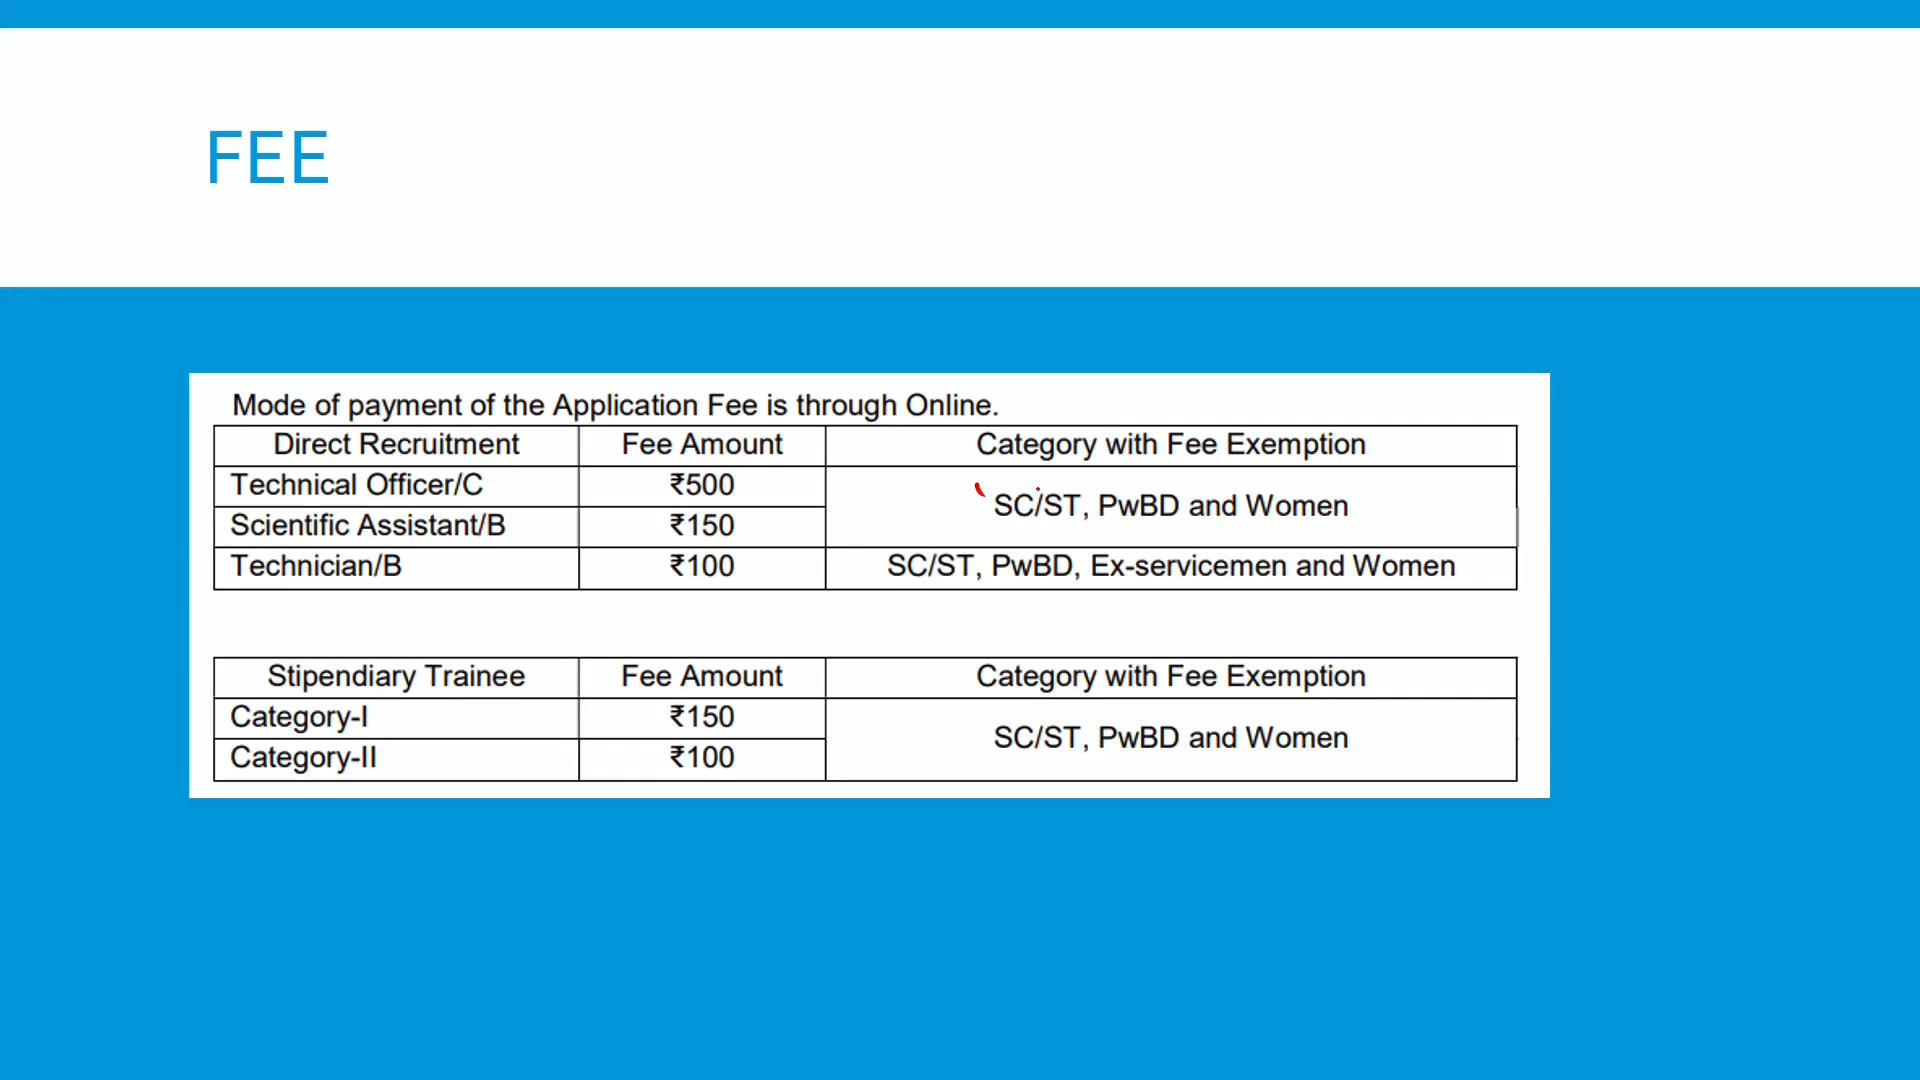 FEE
Mode of payment of the Application Fee is through Online.
Direct Recruitment Fee Amount Category with Fee Exemption
Technical Officer/C ₹500
SC/ST, PwBD and Women
Scientific Assistant/B ₹150
Technician/B ₹100 SC/ST, PwBD, Ex-servicemen and Women
Stipendiary Trainee Fee Amount Category with Fee Exemption
Category-I ₹150
SC/ST, PwBD and Women
Category-II ₹100